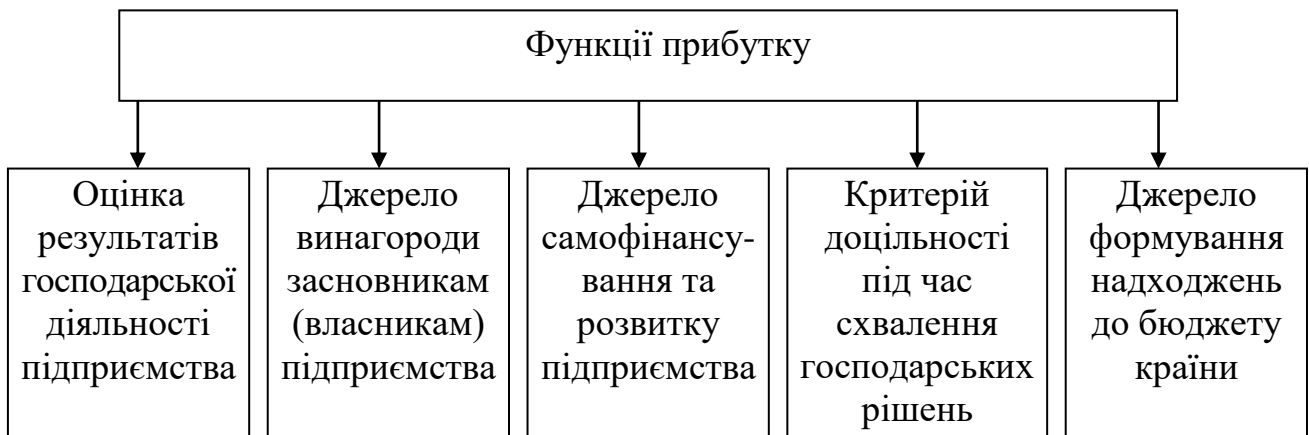 Функції прибутку
Оцінка
результатів
господарської
діяльності
підприємства
Джерело
винагороди
засновникам
(власникам)
підприємства
Джерело
самофінансу-
вання та
розвитку
підприємства
Критерій
доцільності
під час
схвалення
господарських
рішень
Джерело
формування
надходжень
до бюджету
країни